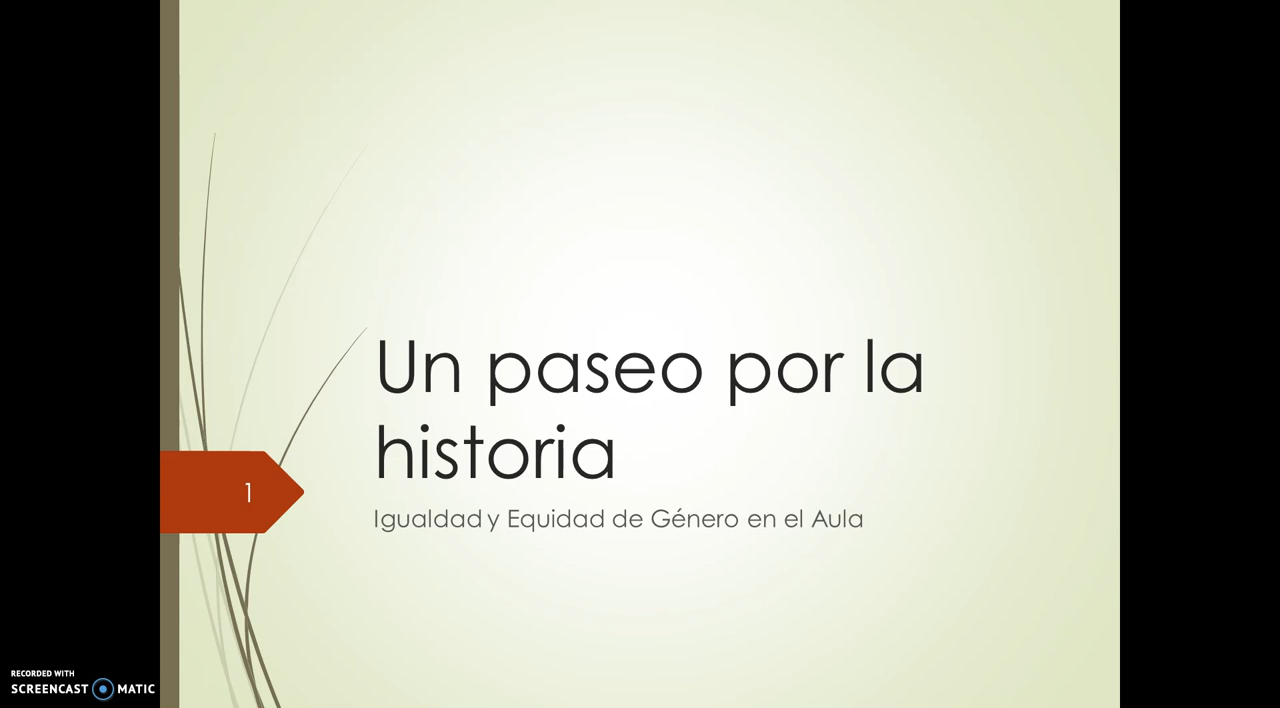 Un paseo por la
historia
1
Igualdad y Equidad de Género en el Aula
RECORDED WITH
SCREENCAST MATIC